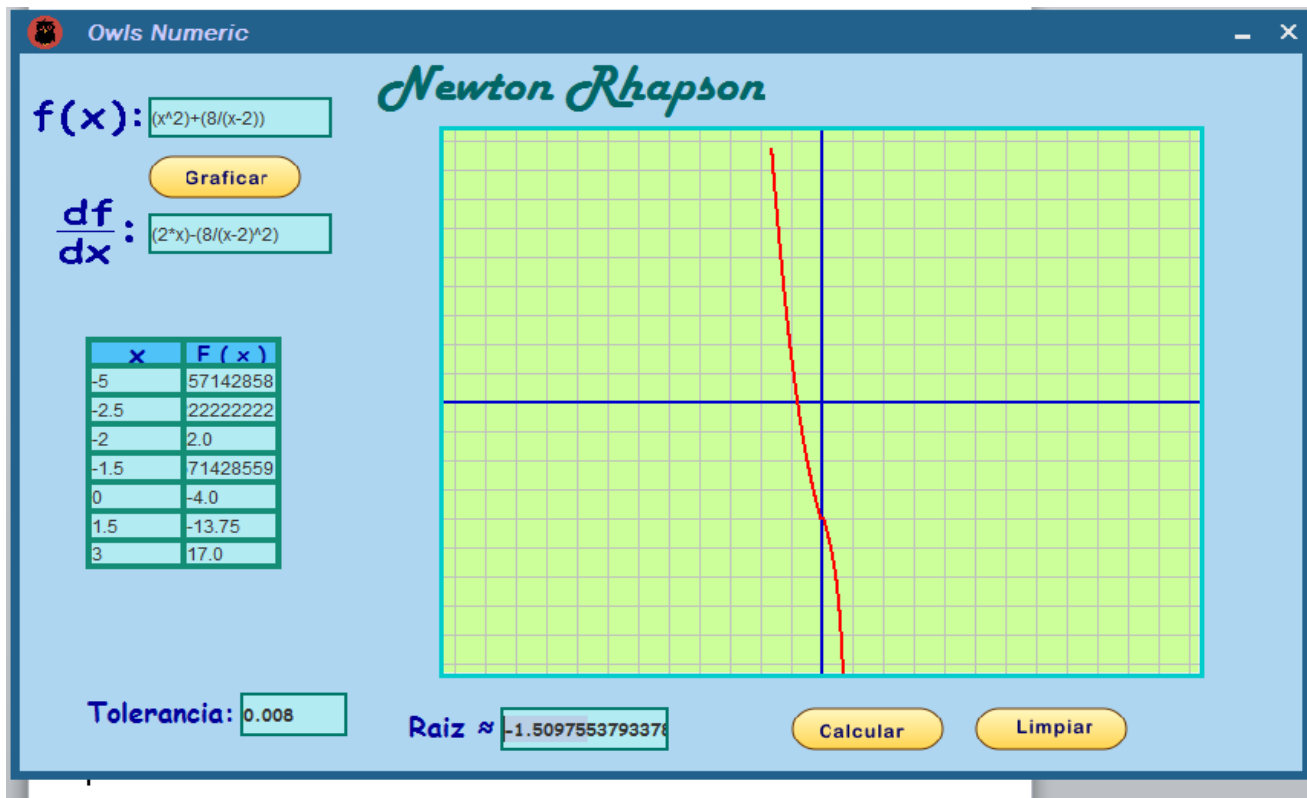 Owls Numeric
Newton Rhapson
f(x): (x^2)+(8/(x-2))
Graficar
df/dx : (2*x)-(8/(x-2)^2)
x F ( x )
-5 57142858
-2.5 22222222
-2 2.0
-1.5 71428559
0 -4.0
1.5 -13.75
3 17.0
Tolerancia: 0.008
Raiz ≈ -1.5097553793378
Calcular
Limpiar